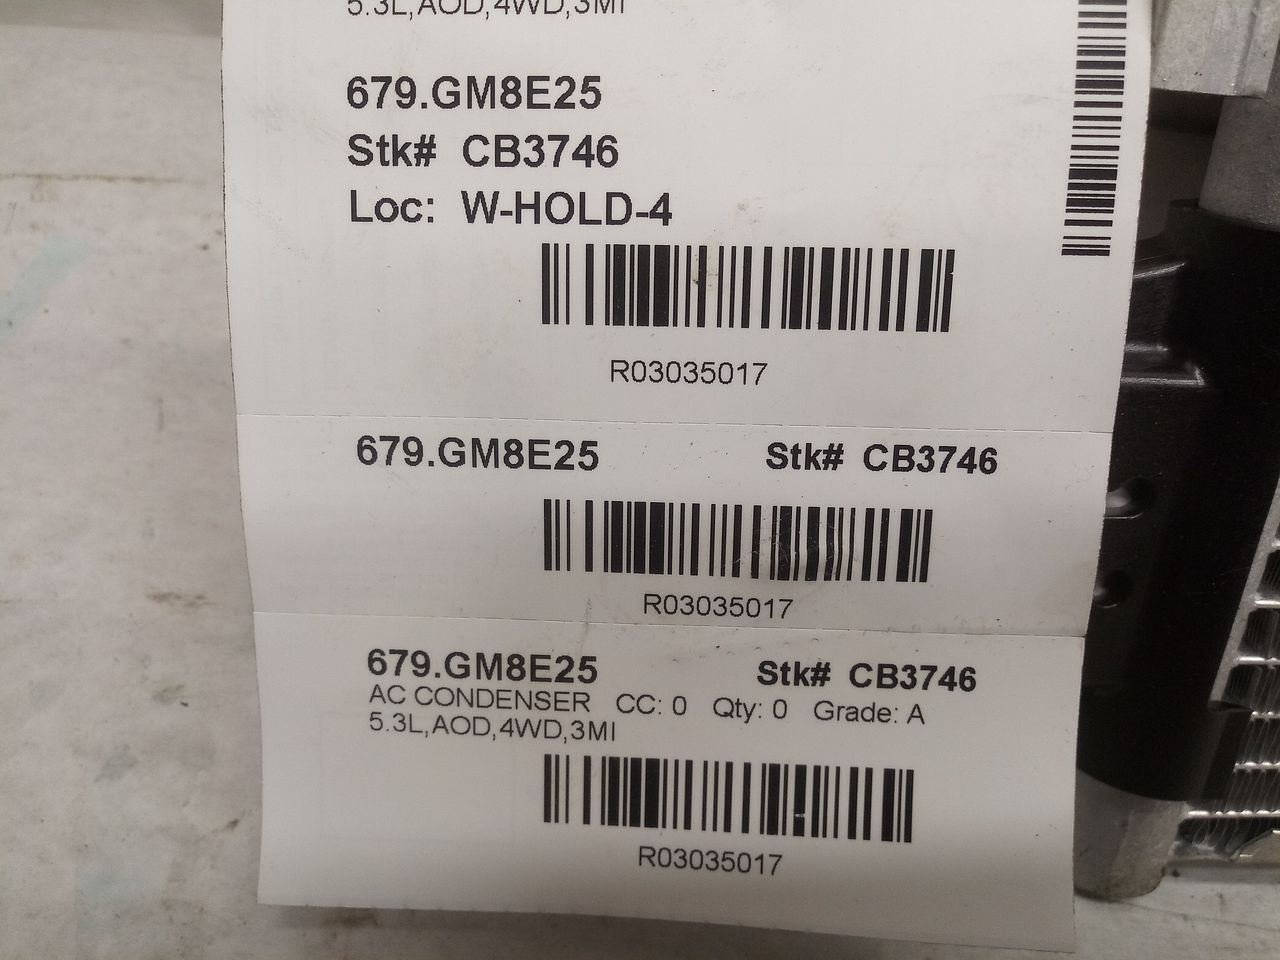 5.3L,AOD,4WD,3MI
679.GM8E25
Stk# CB3746
Loc: W-HOLD-4
R03035017
679.GM8E25 Stk# CB3746
R03035017
679.GM8E25 Stk# CB3746
AC CONDENSER CC: 0 Qty: 0 Grade: A
5.3L,AOD,4WD,3MI
R03035017